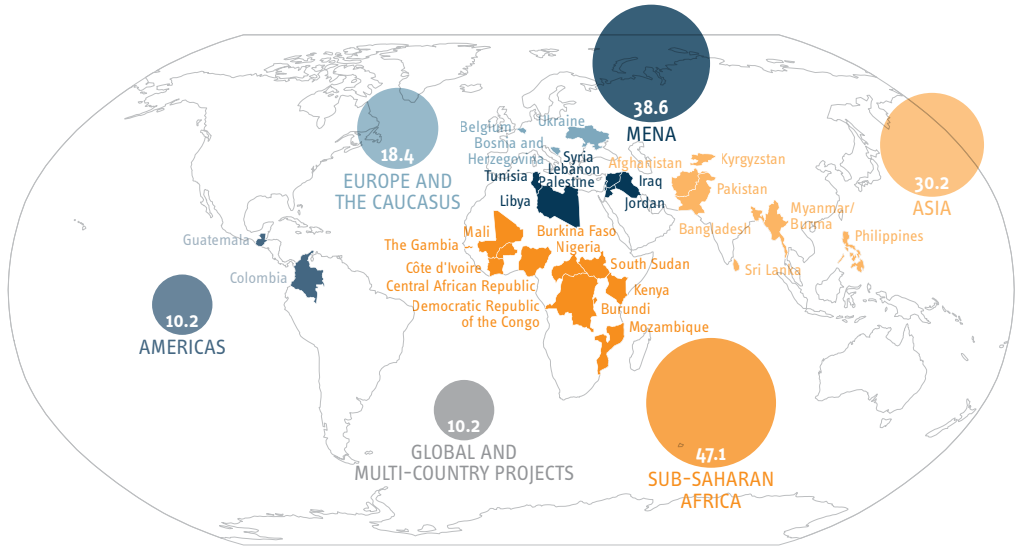 38.6
MENA
18.4
EUROPE AND
THE CAUCASUS
30.2
ASIA
Belgium
Ukraine
Bosnia and
Herzegovina
Syria
Lebanon
Palestine
Tunisia
Libya
Iraq
Jordan
Afghanistan
Kyrgyzstan
Pakistan
Bangladesh
Myanmar/
Burma
Philippines
Sri Lanka
Guatemala
Colombia
10.2
AMERICAS
Mali
The Gambia
Côte d'Ivoire
Central African Republic
Democratic Republic
of the Congo
Burkina Faso
Nigeria
South Sudan
Kenya
Burundi
Mozambique
10.2
GLOBAL AND
MULTI-COUNTRY PROJECTS
47.1
SUB-SAHARAN
AFRICA